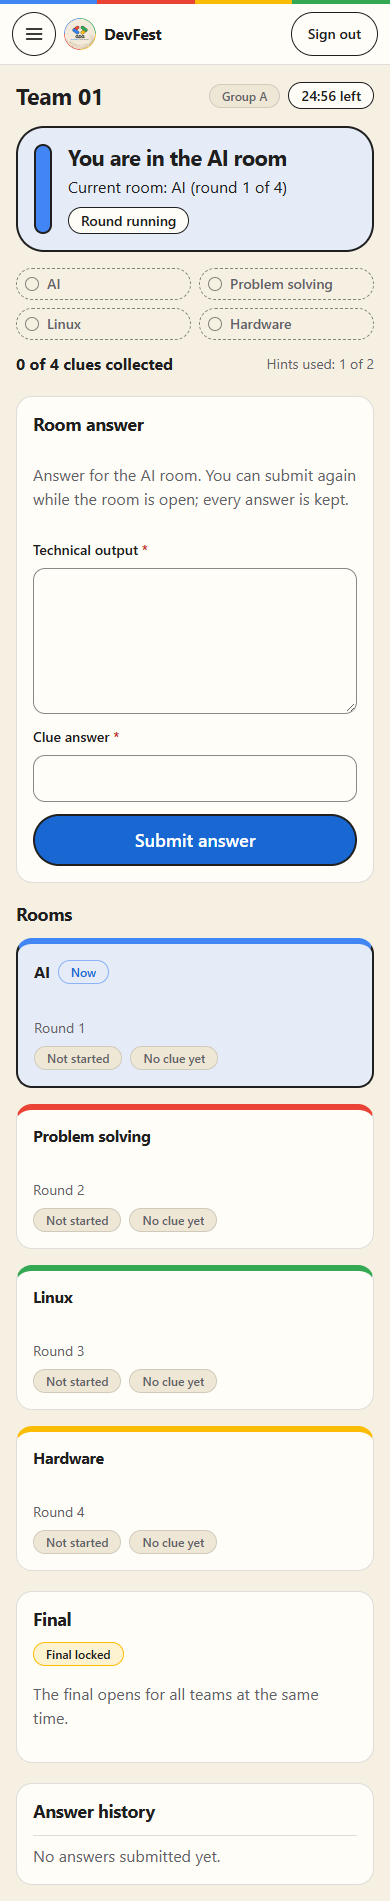 DevFest
Sign out
Team 01
Group A
24:56 left
You are in the AI room
Current room: AI (round 1 of 4)
Round running
AI
Problem solving
Linux
Hardware
0 of 4 clues collected
Hints used: 1 of 2
Room answer
Answer for the AI room. You can submit again
while the room is open; every answer is kept.
Technical output *
Clue answer *
Submit answer
Rooms
AI
Now
Round 1
Not started
No clue yet
Problem solving
Round 2
Not started
No clue yet
Linux
Round 3
Not started
No clue yet
Hardware
Round 4
Not started
No clue yet
Final
Final locked
The final opens for all teams at the same
time.
Answer history
No answers submitted yet.